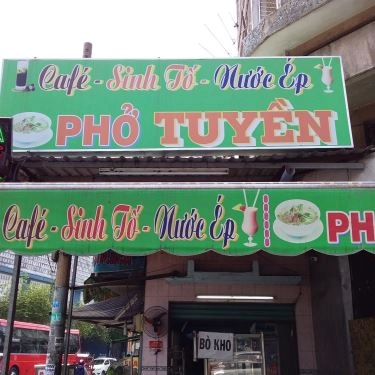 Café - Sinh Tố - Nước Ép
PHỞ TUYỀN
Café - Sinh Tố - Nước Ép
PH
BÒ KHO